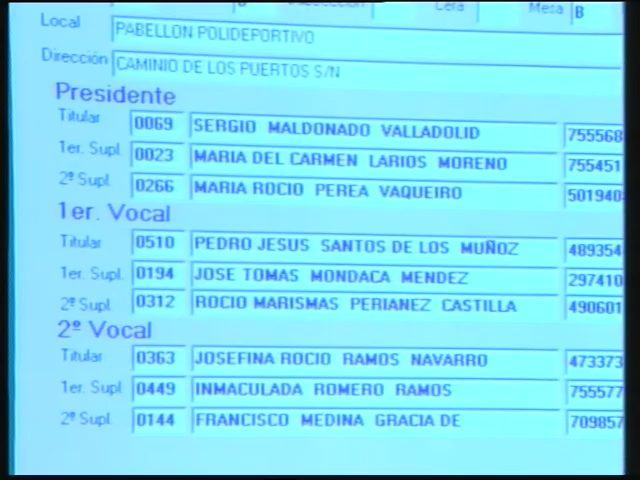 Cera Mesa B
Local PABELLON POLIDEPORTIVO
Dirección CAMINIO DE LOS PUERTOS S/N
Presidente
Titular 0069 SERGIO MALDONADO VALLADOLID 755568
1er. Supl. 0023 MARIA DEL CARMEN LARIOS MORENO 755451
2º Supl. 0266 MARIA ROCIO PEREA VAQUEIRO 501940
1er. Vocal
Titular 0510 PEDRO JESUS SANTOS DE LOS MUÑOZ 489354
1er. Supl. 0194 JOSE TOMAS MONDACA MENDEZ 297410
2º Supl. 0312 ROCIO MARISMAS PERIANEZ CASTILLA 490601
2º Vocal
Titular 0363 JOSEFINA ROCIO RAMOS NAVARRO 473373
1er. Supl. 0449 INMACULADA ROMERO RAMOS 755577
2º Supl. 0144 FRANCISCO MEDINA GRACIA DE 709857